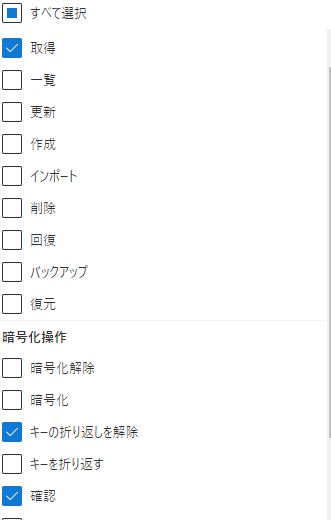 すべて選択
取得
一覧
更新
作成
インポート
削除
回復
バックアップ
復元
暗号化操作
暗号化解除
暗号化
キーの折り返しを解除
キーを折り返す
確認